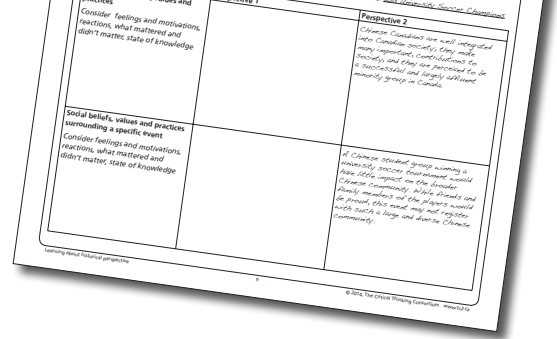 University Soccer Champions
Perspective 2
practices
Consider feelings and motivations,
reactions, what mattered and
didn't matter, state of knowledge
Chinese Canadians are well integrated
into Canadian society; they make
many important contributions to
society, and they are perceived to be
a successful and largely affluent
minority group in Canada.
Social beliefs, values and practices
surrounding a specific event
Consider feelings and motivations,
reactions, what mattered and
didn't matter, state of knowledge
A Chinese student group winning a
university soccer tournament would
have little impact on the broader
Chinese community. While friends and
family members of the players would
be proud, this event may not register
with such a large and diverse Chinese
community.
Learning about historical perspective
9
© 2014, The Critical Thinking Consortium www.tc2.ca